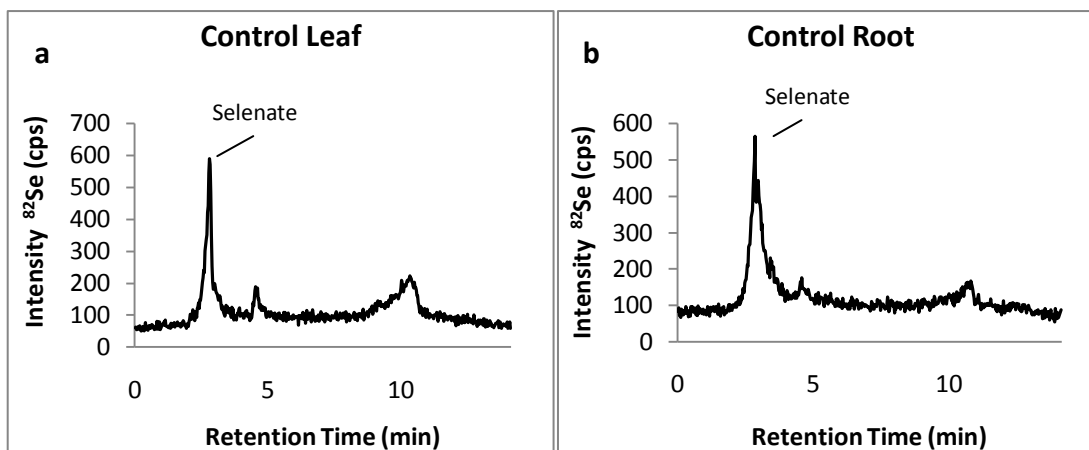 a
Control Leaf
Selenate
Intensity ⁸²Se (cps)
700
600
500
400
300
200
100
0
0 5 10
Retention Time (min)
b
Control Root
Selenate
Intensity ⁸²Se (cps)
600
500
400
300
200
100
0
0 5 10
Retention Time (min)